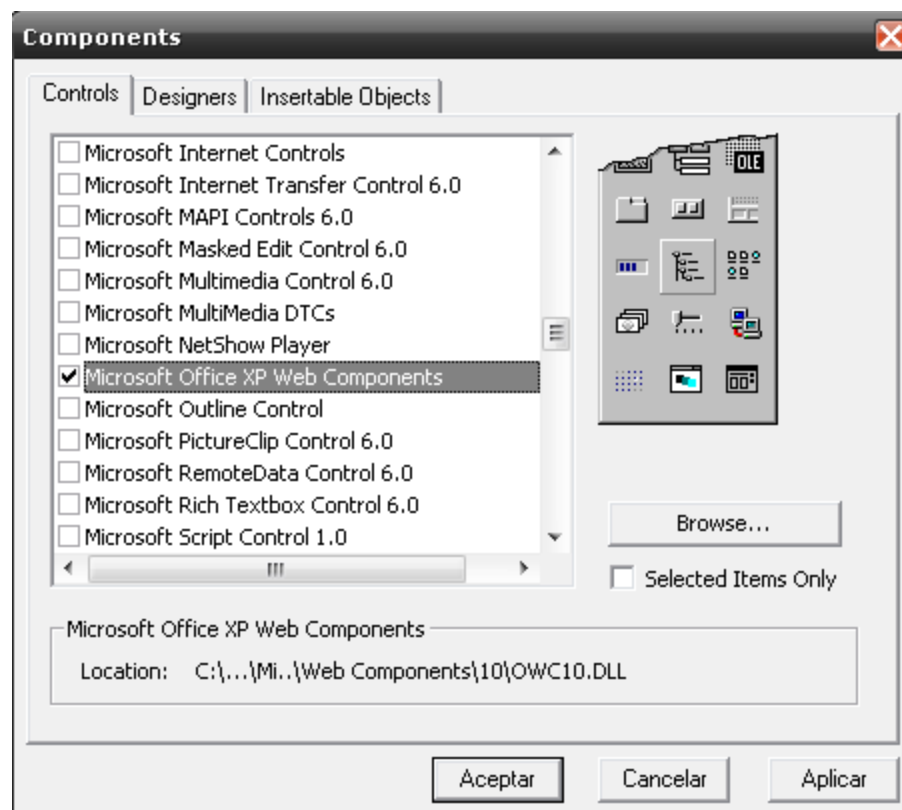 Components
Controls Designers Insertable Objects
Microsoft Internet Controls
Microsoft Internet Transfer Control 6.0
Microsoft MAPI Controls 6.0
Microsoft Masked Edit Control 6.0
Microsoft Multimedia Control 6.0
Microsoft MultiMedia DTCs
Microsoft NetShow Player
Microsoft Office XP Web Components
Microsoft Outline Control
Microsoft PictureClip Control 6.0
Microsoft RemoteData Control 6.0
Microsoft Rich Textbox Control 6.0
Microsoft Script Control 1.0
OLE
Browse...
Selected Items Only
Microsoft Office XP Web Components
Location: C:\...\Mi..\Web Components\10\OWC10.DLL
Aceptar Cancelar Aplicar